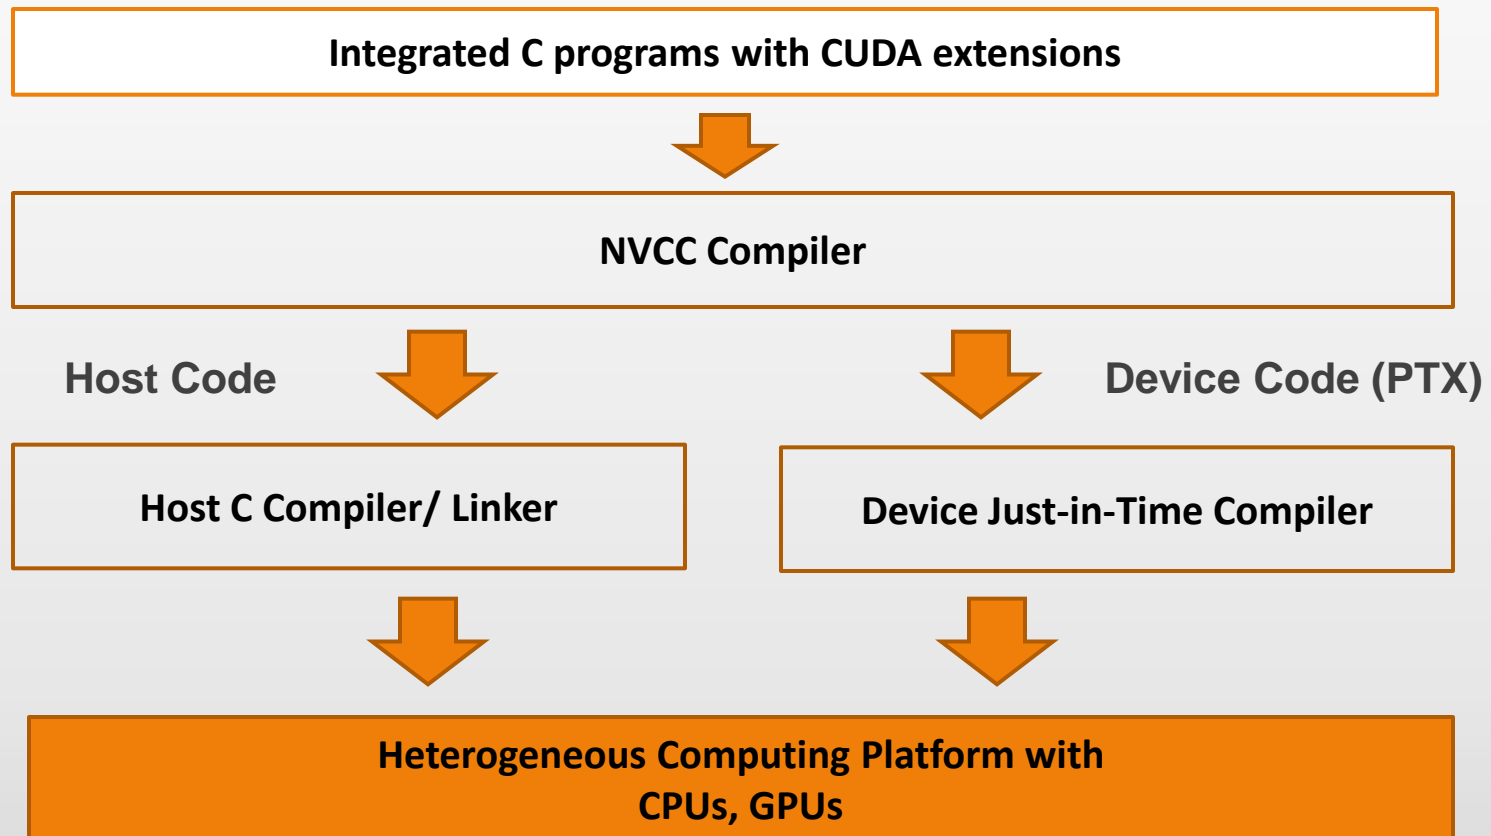 Integrated C programs with CUDA extensions
NVCC Compiler
Host Code
Device Code (PTX)
Host C Compiler/ Linker
Device Just-in-Time Compiler
Heterogeneous Computing Platform with
CPUs, GPUs